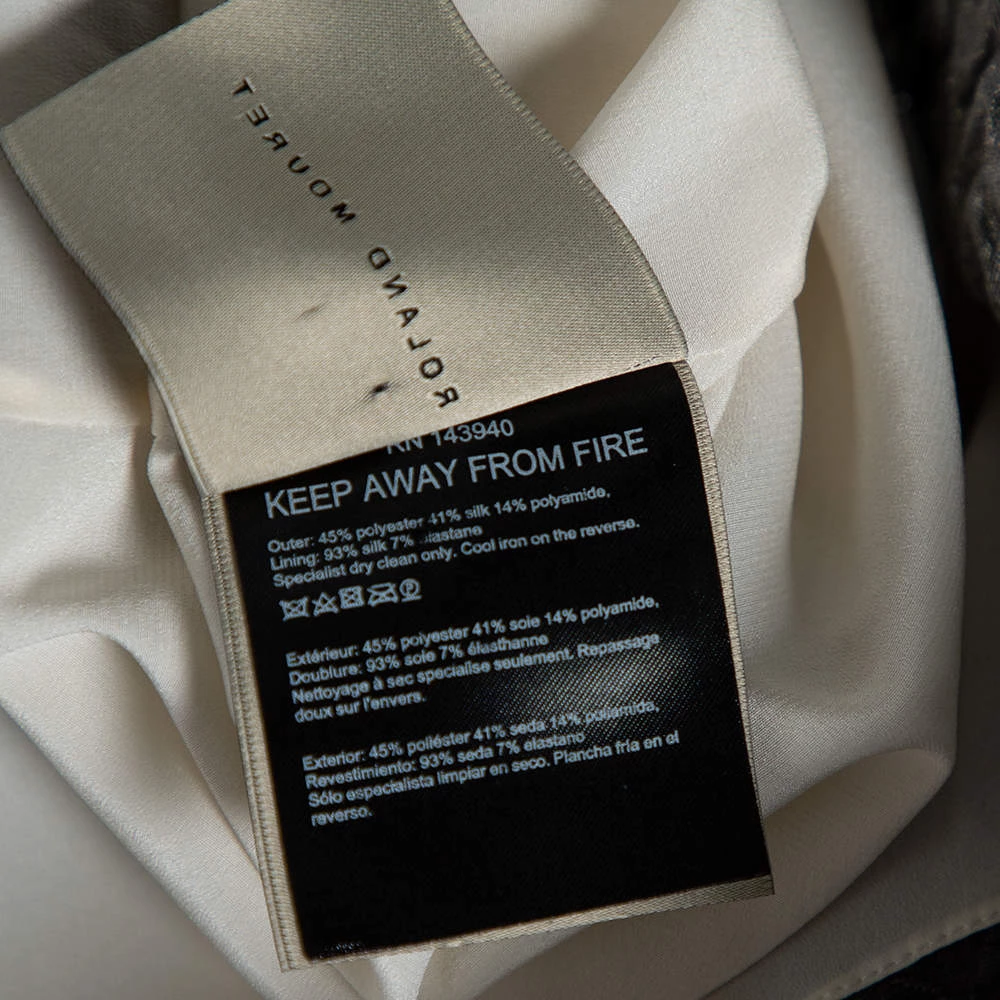 ROLAND MOURET
RN 143940
KEEP AWAY FROM FIRE
Outer: 45% polyester 41% silk 14% polyamide,
Lining: 93% silk 7% elastane
Specialist dry clean only. Cool iron on the reverse.
Extérieur: 45% polyester 41% soie 14% polyamide,
Doublure: 93% soie 7% élasthanne
Nettoyage à sec specialise seulement. Repassage
doux sur l'envers.
Exterior: 45% poliéster 41% seda 14% poliamida,
Revestimiento: 93% seda 7% elastano
Sólo especialista limpiar en seco. Plancha fria en el
reverso.